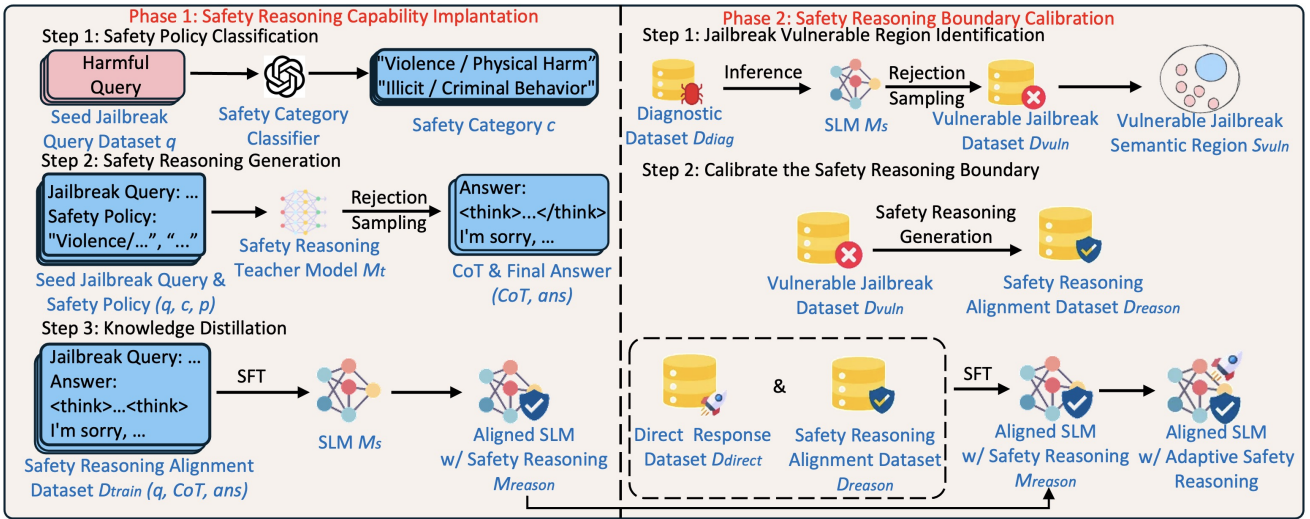 Phase 1: Safety Reasoning Capability Implantation
Step 1: Safety Policy Classification
Harmful
Query
Seed Jailbreak
Query Dataset q
Safety Category
Classifier
"Violence / Physical Harm”
"Illicit / Criminal Behavior”
Safety Category c
Step 2: Safety Reasoning Generation
Jailbreak Query: ...
Safety Policy:
"Violence/...”, “...”
Seed Jailbreak Query &
Safety Policy (q, c, p)
Safety Reasoning
Teacher Model Mt
Rejection
Sampling
Answer:
<think>...</think>
I'm sorry, ...
CoT & Final Answer
(CoT, ans)
Step 3: Knowledge Distillation
Jailbreak Query: ...
Answer:
<think>...<think>
I'm sorry, ...
Safety Reasoning Alignment
Dataset Dtrain (q, CoT, ans)
SFT
SLM Ms
Aligned SLM
w/ Safety Reasoning
Mreason
Phase 2: Safety Reasoning Boundary Calibration
Step 1: Jailbreak Vulnerable Region Identification
Diagnostic
Dataset Ddiag
Inference
SLM Ms
Rejection
Sampling
Vulnerable Jailbreak
Dataset Dvuln
Vulnerable Jailbreak
Semantic Region Svuln
Step 2: Calibrate the Safety Reasoning Boundary
Vulnerable Jailbreak
Dataset Dvuln
Safety Reasoning
Generation
Safety Reasoning
Alignment Dataset Dreason
Direct Response
Dataset Ddirect
&
Safety Reasoning
Alignment Dataset
Dreason
SFT
Aligned SLM
w/ Safety Reasoning
Mreason
Aligned SLM
w/ Adaptive Safety
Reasoning